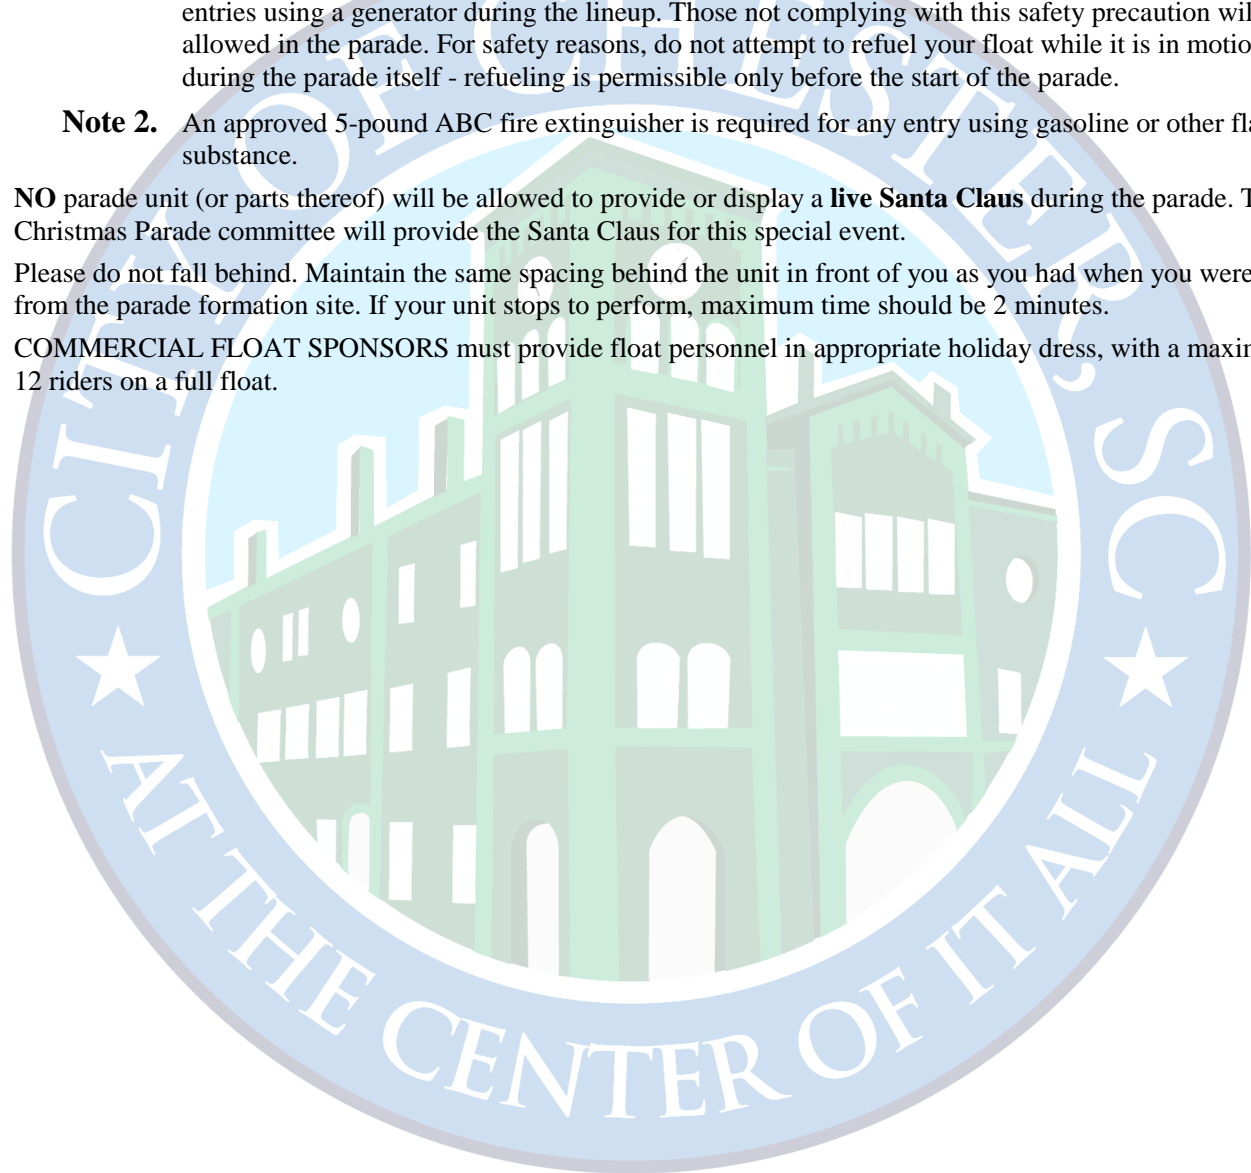 entries using a generator during the lineup. Those not complying with this safety precaution wil
allowed in the parade. For safety reasons, do not attempt to refuel your float while it is in motio
during the parade itself - refueling is permissible only before the start of the parade.
Note 2. An approved 5-pound ABC fire extinguisher is required for any entry using gasoline or other fla
substance.
NO parade unit (or parts thereof) will be allowed to provide or display a live Santa Claus during the parade. T
Christmas Parade committee will provide the Santa Claus for this special event.
Please do not fall behind. Maintain the same spacing behind the unit in front of you as you had when you were
from the parade formation site. If your unit stops to perform, maximum time should be 2 minutes.
COMMERCIAL FLOAT SPONSORS must provide float personnel in appropriate holiday dress, with a maxim
12 riders on a full float.
CITY OF CHESTER, SC
AT THE CENTER OF IT ALL